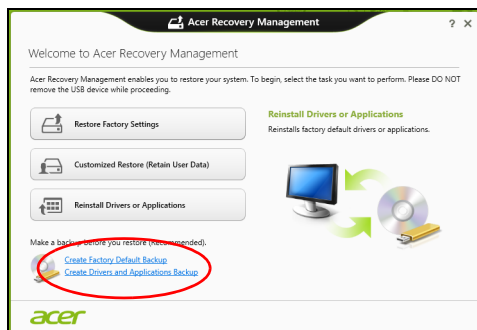 Acer Recovery Management
? X
Welcome to Acer Recovery Management
Acer Recovery Management enables you to restore your system. To begin, select the task you want to perform. Please DO NOT
remove the USB device while proceeding.
Restore Factory Settings
Customized Restore (Retain User Data)
Reinstall Drivers or Applications
Reinstall Drivers or Applications
Reinstalls factory default drivers or applications.
Make a backup before you restore (Recommended).
Create Factory Default Backup
Create Drivers and Applications Backup
acer